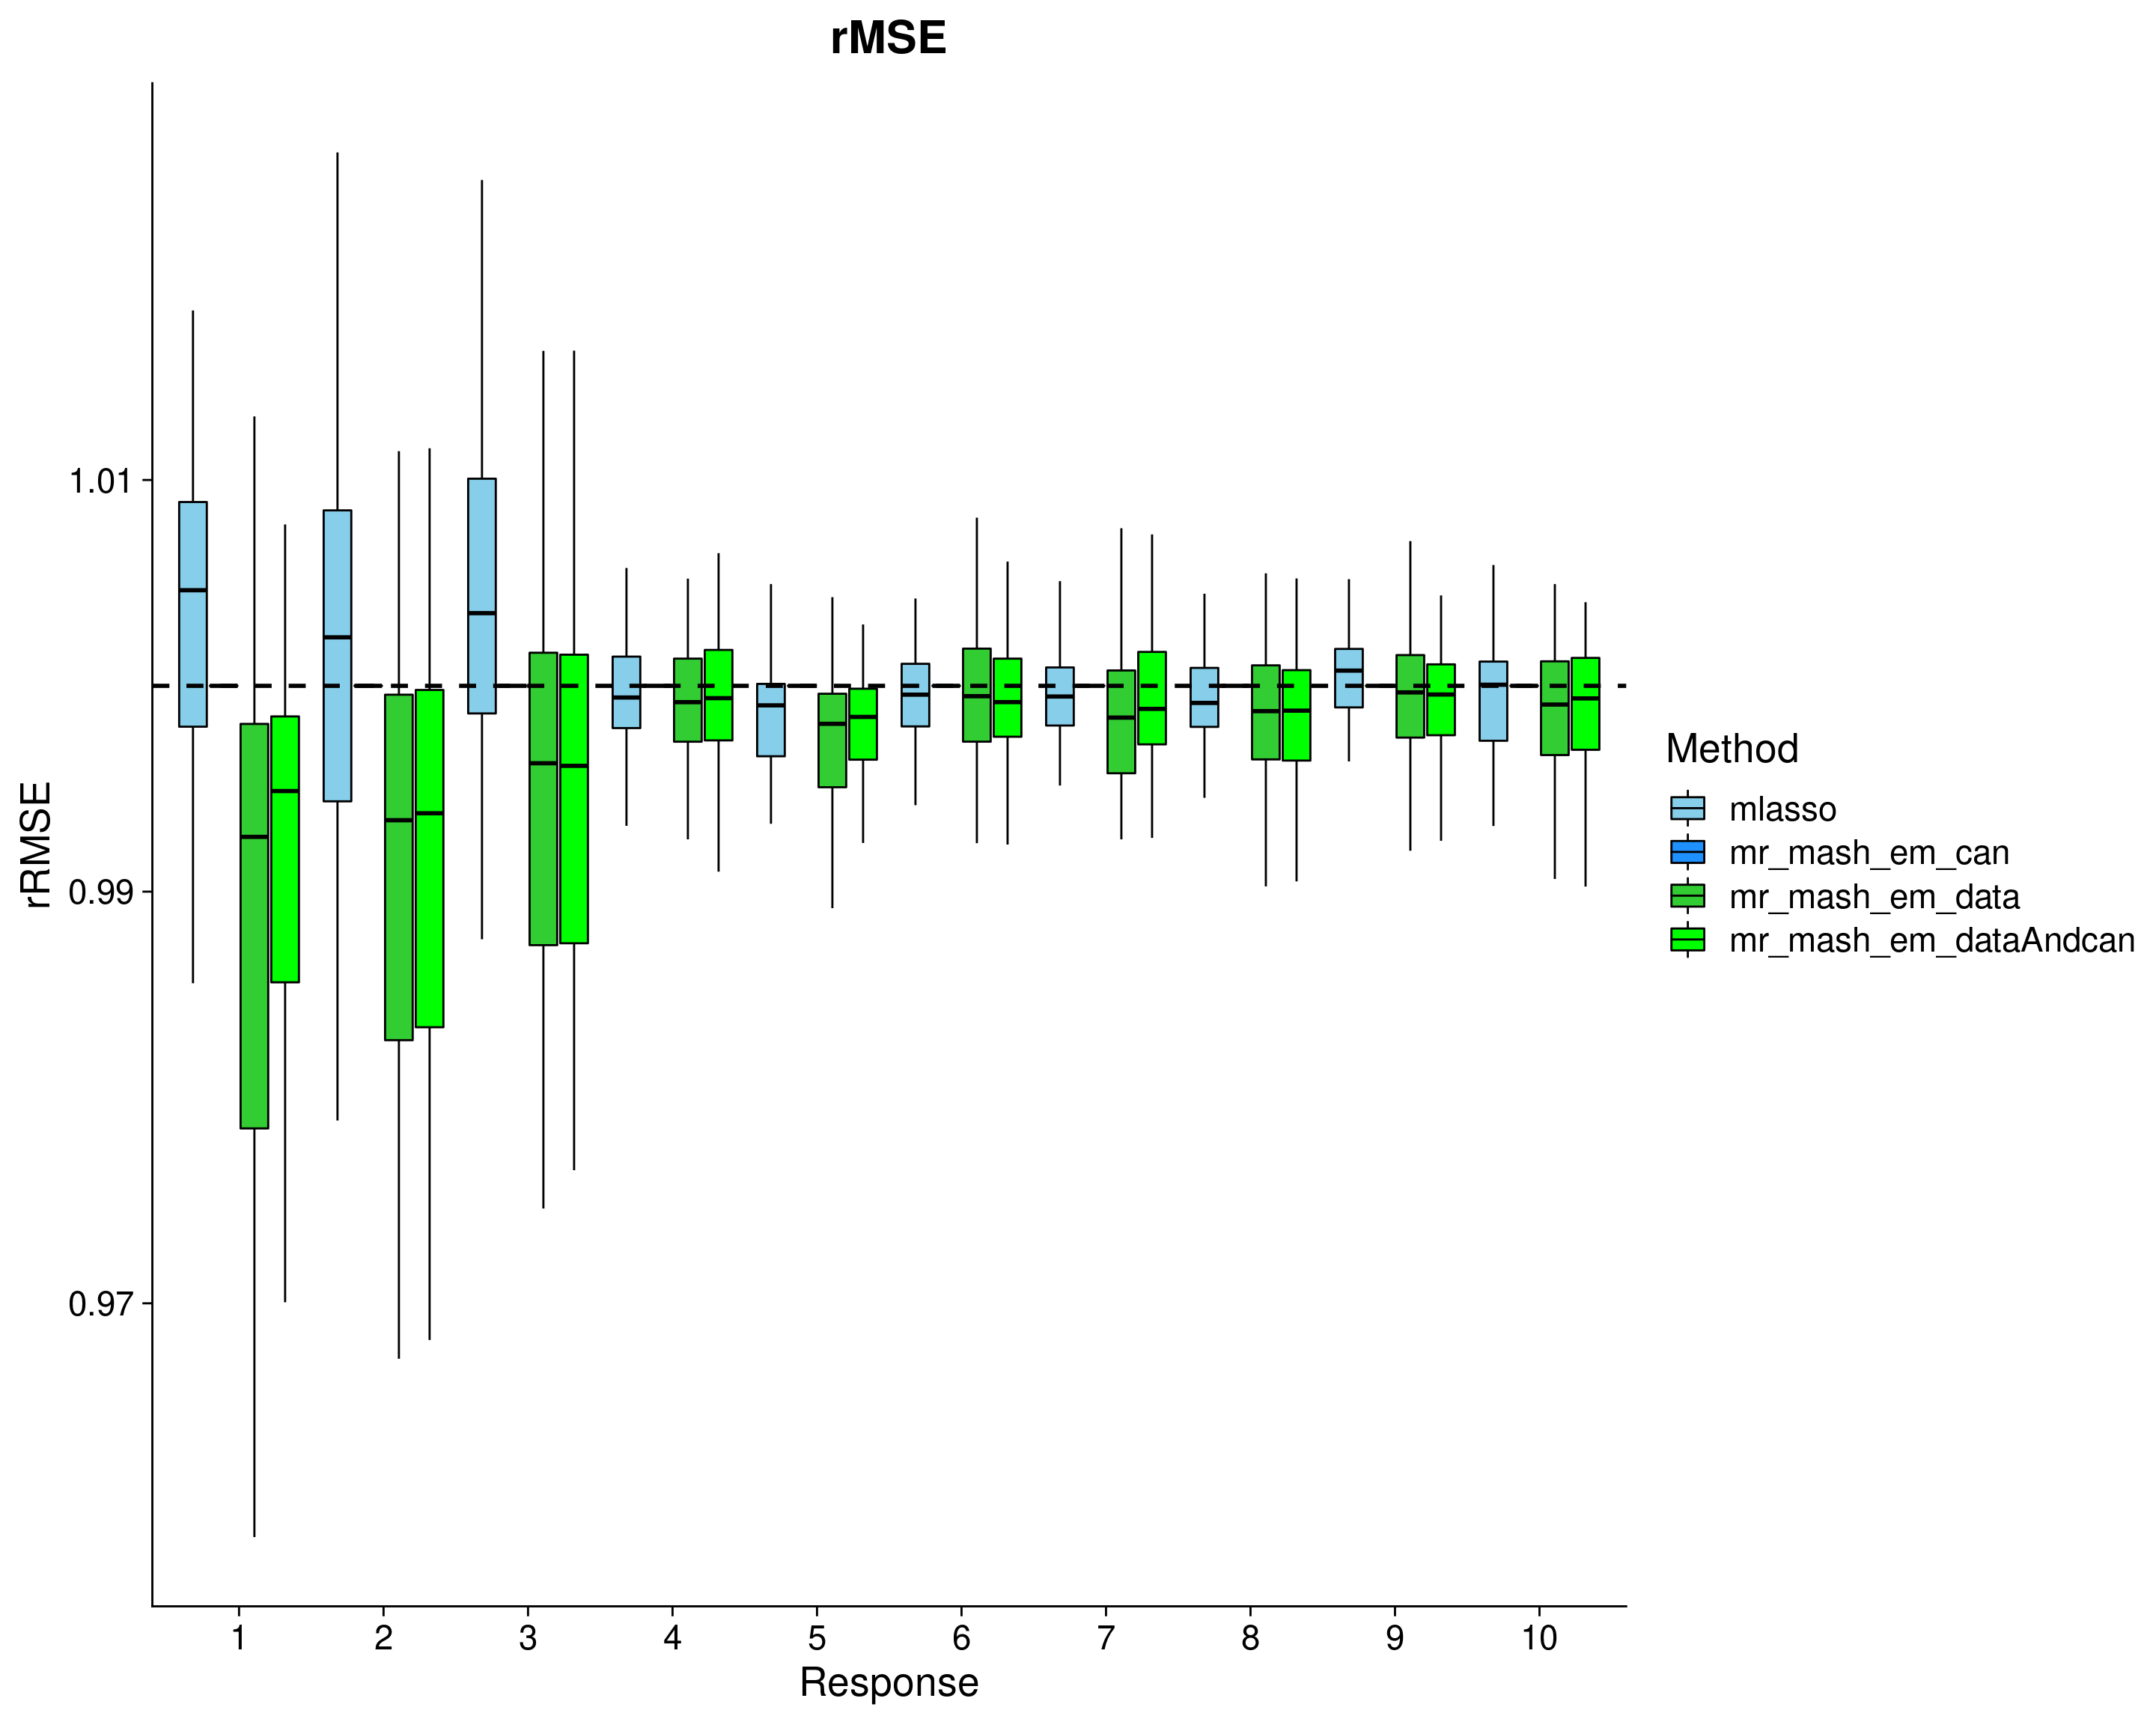 rMSE
rRMSE
1.01
0.99
0.97
1 2 3 4 5 6 7 8 9 10
Response
Method
mlasso
mr_mash_em_can
mr_mash_em_data
mr_mash_em_dataAndcan